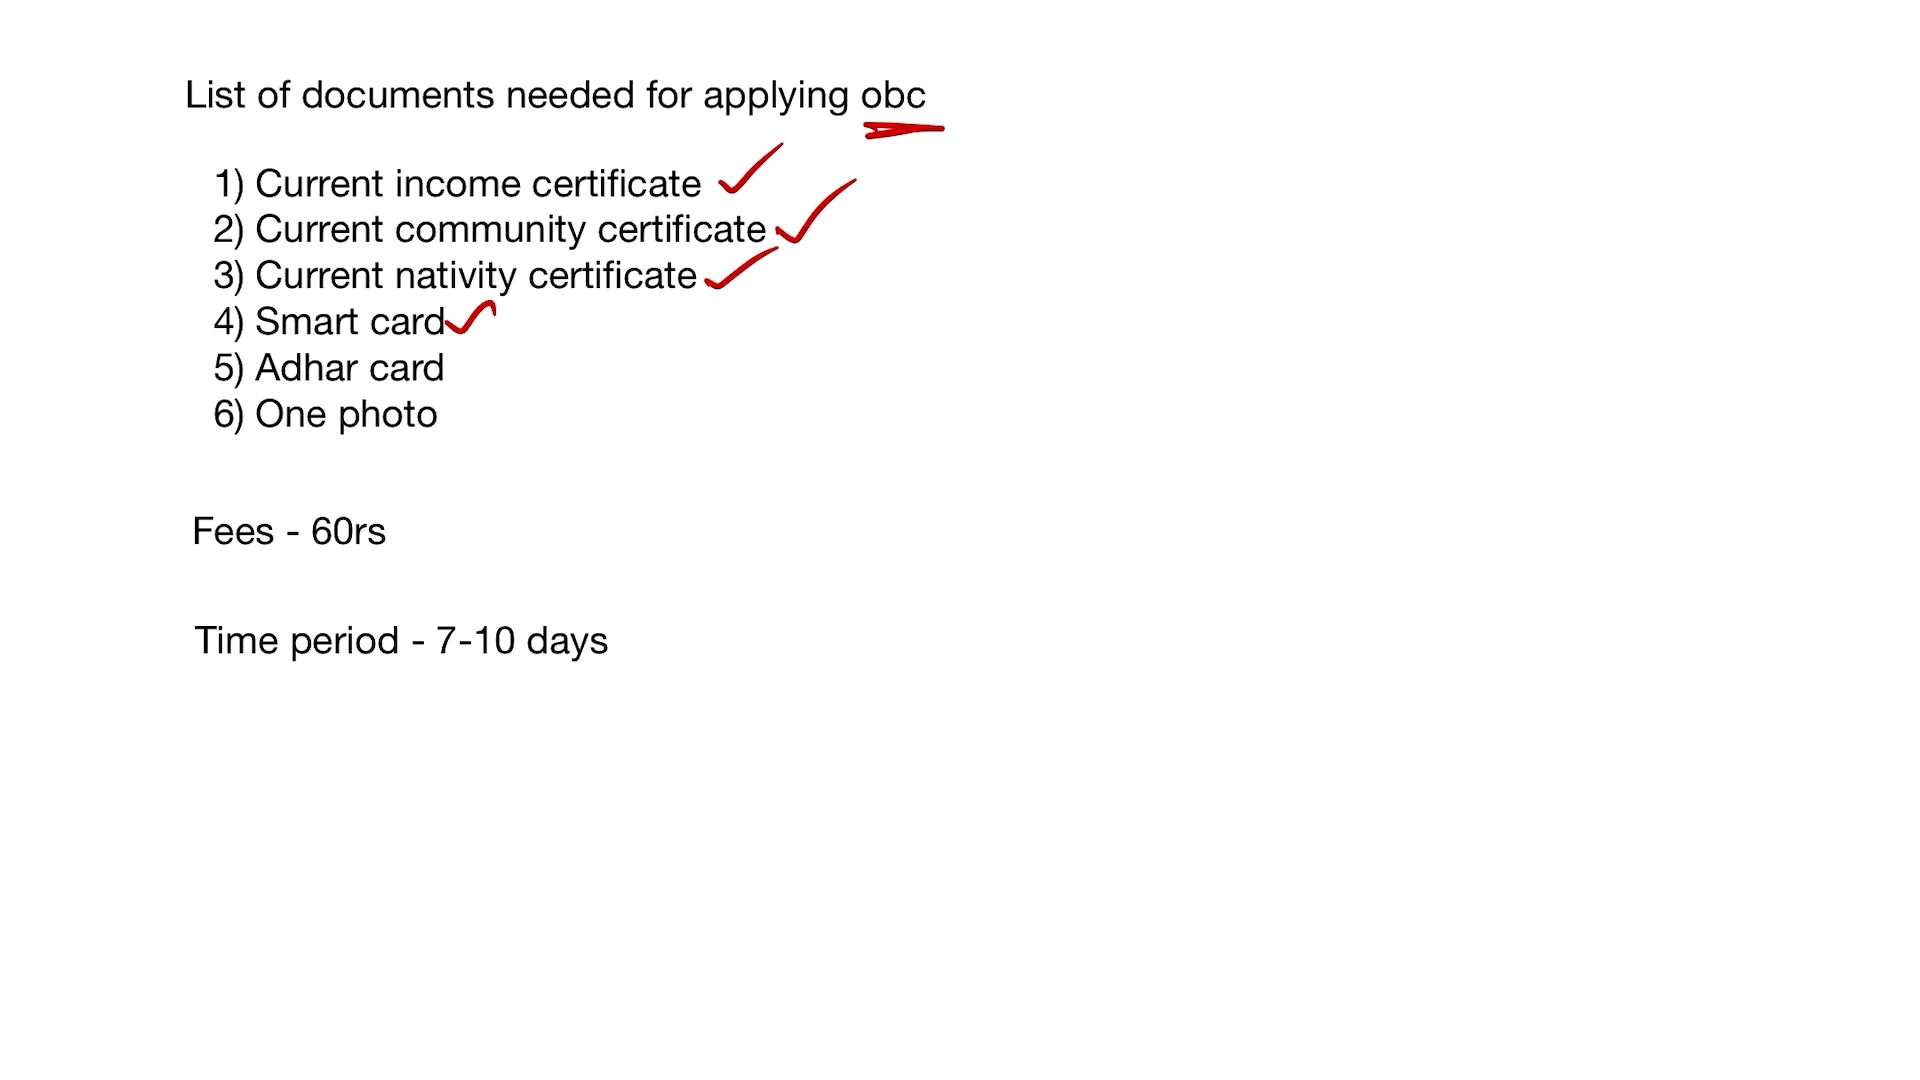 List of documents needed for applying obc
1) Current income certificate
2) Current community certificate
3) Current nativity certificate
4) Smart card
5) Adhar card
6) One photo
Fees - 60rs
Time period - 7-10 days